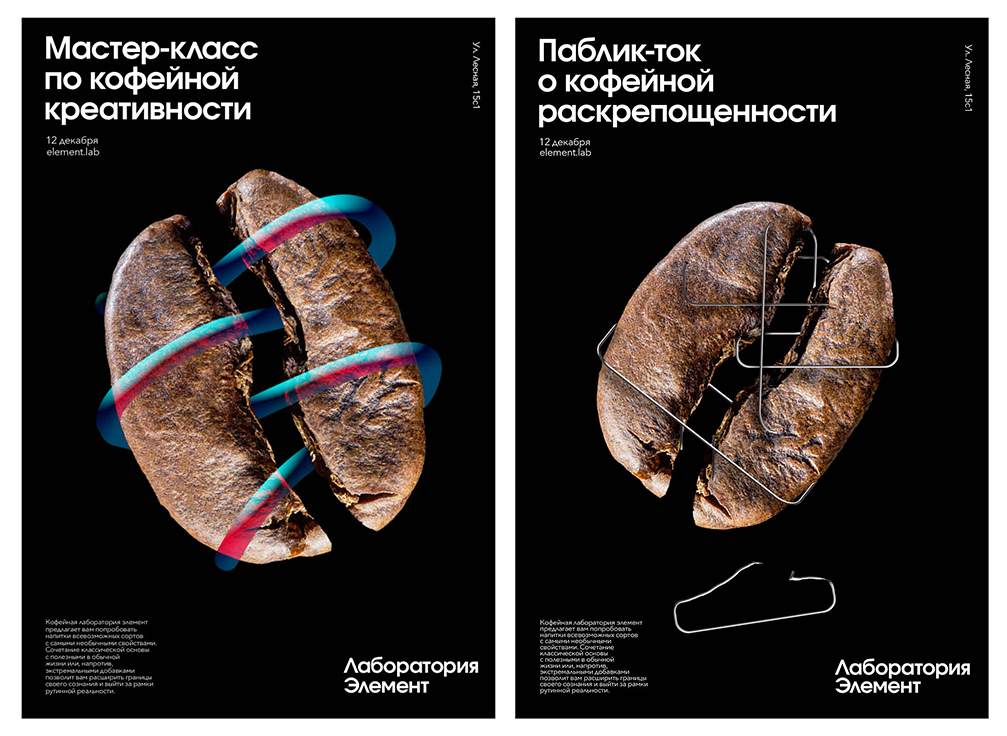 Мастер-класс
по кофейной
креативности
12 декабря
element.lab
Ул. Лесная, 15с1
Кофейная лаборатория элемент
предлагает вам попробовать
напитки всевозможных сортов
с самыми необычными свойствами.
Сочетание классической основы
с полезными в обычной
жизни или, напротив,
экстремальными добавками
позволит вам расширить границы
своего сознания и выйти за рамки
рутинной реальности.
Лаборатория
Элемент
Паблик-ток
о кофейной
раскрепощенности
12 декабря
element.lab
Ул. Лесная, 15с1
Кофейная лаборатория элемент
предлагает вам попробовать
напитки всевозможных сортов
с самыми необычными
свойствами. Сочетание
классической основы
с полезными в обычной
жизни или, напротив,
экстремальными добавками
позволит вам расширить границы
своего сознания и выйти за рамки
рутинной реальности.
Лаборатория
Элемент